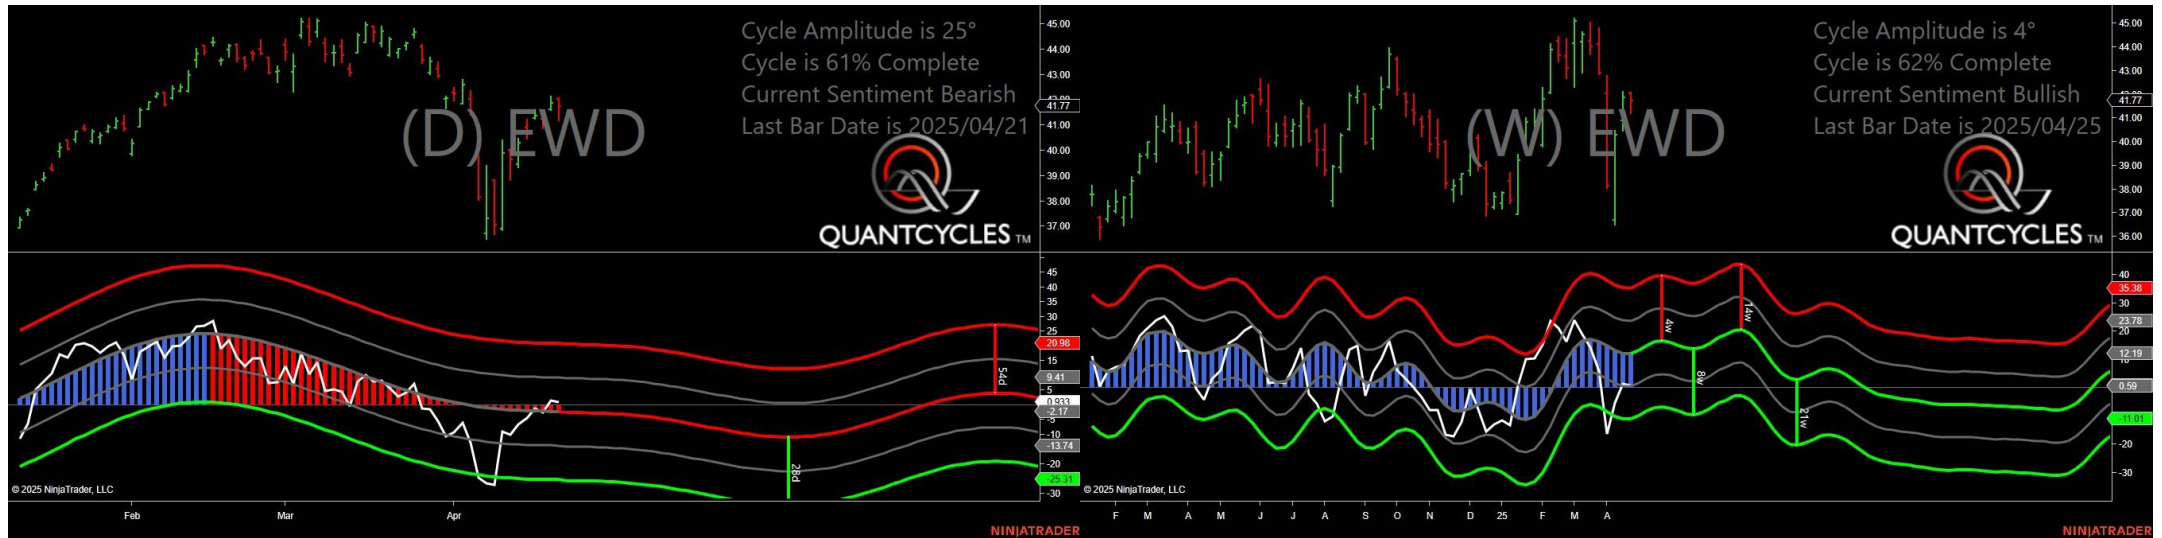 Cycle Amplitude is 25°
Cycle is 61% Complete
Current Sentiment Bearish
Last Bar Date is 2025/04/21
(D) EWD
QUANTCYCLES TM
45.00
44.00
43.00
41.77
41.00
40.00
39.00
38.00
37.00
45
40
35
30
25
20.98
15
9.41
5
0.933
-2.17
-5
-10
-13.74
-20
-25.31
-30
28d
54d
© 2025 NinjaTrader, LLC
Feb Mar Apr
NINJATRADER
Cycle Amplitude is 4°
Cycle is 62% Complete
Current Sentiment Bullish
Last Bar Date is 2025/04/25
(W) EWD
QUANTCYCLES TM
45.00
44.00
43.00
41.77
41.00
40.00
39.00
38.00
37.00
36.00
40
35.38
30
23.78
20
12.19
0.59
-11.01
-20
-30
4w
8w
14w
21w
© 2025 NinjaTrader, LLC
F M A M J J A S O N D 25 F M A
NINJATRADER